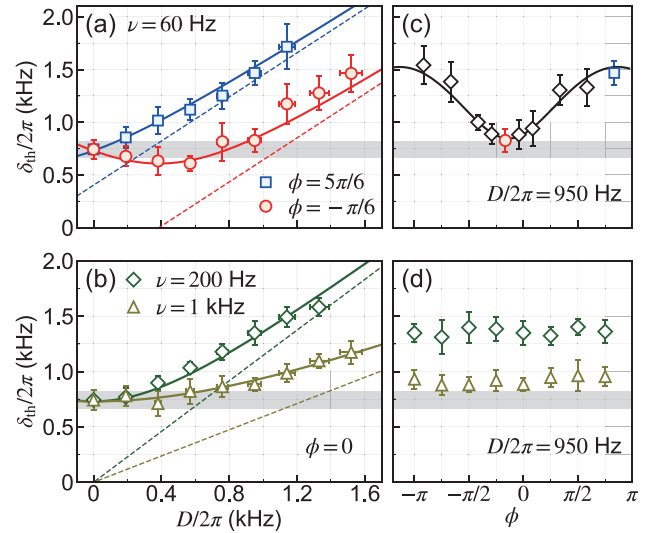 (a) ν = 60 Hz
2.0
1.5
1.0
0.5
0
δth/2π (kHz)
ϕ = 5π/6
ϕ = −π/6
(c)
D/2π = 950 Hz
(b) ν = 200 Hz
ν = 1 kHz
2.0
1.5
1.0
0.5
0
δth/2π (kHz)
ϕ = 0
0 0.4 0.8 1.2 1.6
D/2π (kHz)
(d)
D/2π = 950 Hz
−π −π/2 0 π/2 π
ϕ